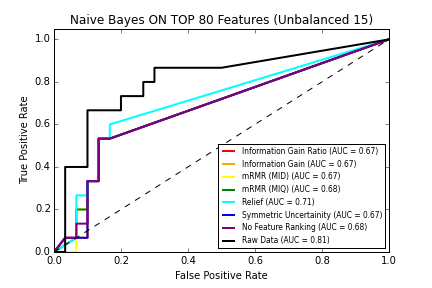 Naive Bayes ON TOP 80 Features (Unbalanced 15)
1.0
0.8
0.6
0.4
0.2
0.0
True Positive Rate
Information Gain Ratio (AUC = 0.67)
Information Gain (AUC = 0.67)
mRMR (MID) (AUC = 0.67)
mRMR (MIQ) (AUC = 0.68)
Relief (AUC = 0.71)
Symmetric Uncertainity (AUC = 0.67)
No Feature Ranking (AUC = 0.68)
Raw Data (AUC = 0.81)
0.0 0.2 0.4 0.6 0.8 1.0
False Positive Rate